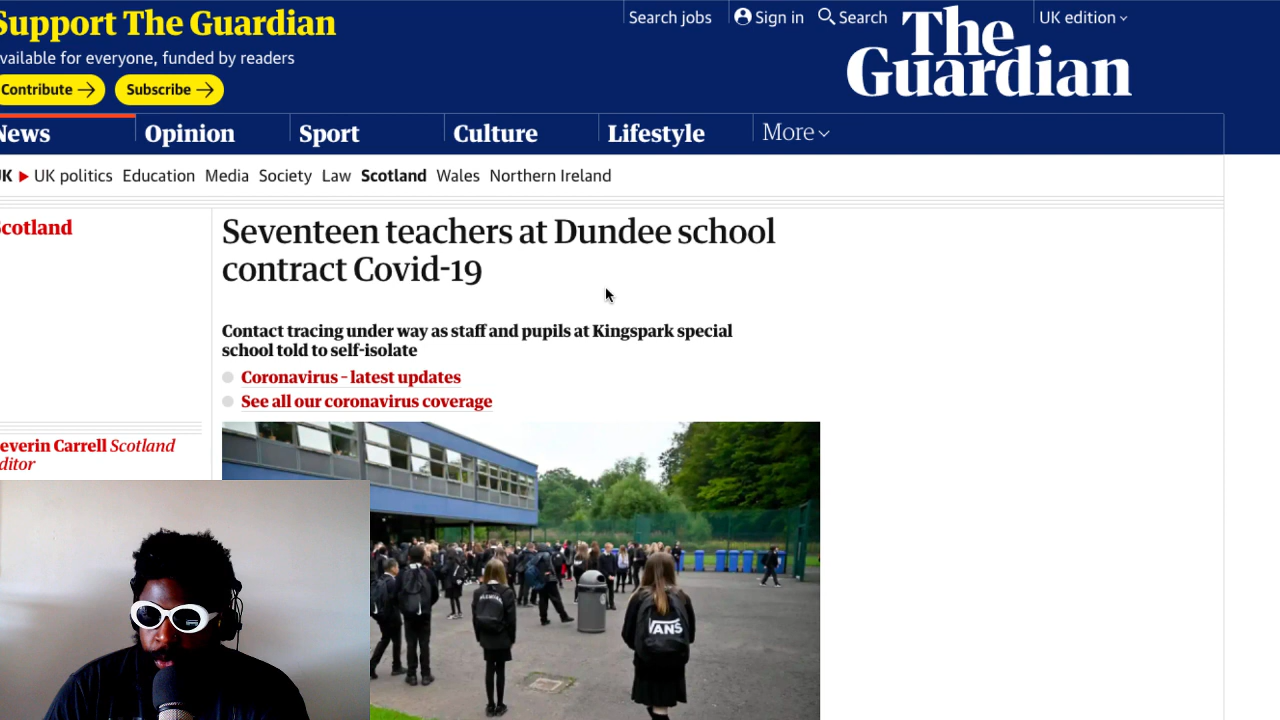 Support The Guardian
vailable for everyone, funded by readers
Contribute
Subscribe
Search jobs
Sign in
Search
UK edition
The
Guardian
News
Opinion
Sport
Culture
Lifestyle
More
UK
UK politics
Education
Media
Society
Law
Scotland
Wales
Northern Ireland
Scotland
Seventeen teachers at Dundee school
contract Covid-19
Contact tracing under way as staff and pupils at Kingspark special
school told to self-isolate
Coronavirus – latest updates
See all our coronavirus coverage
everin Carrell Scotland
ditor
VANS